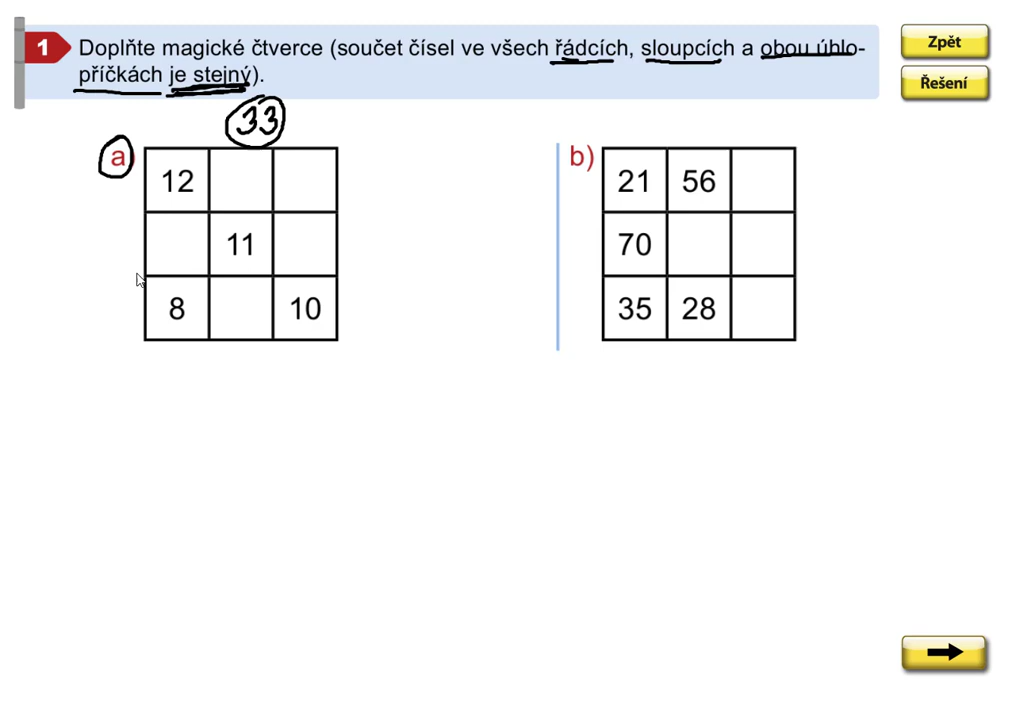 1 Doplňte magické čtverce (součet čísel ve všech řádcích, sloupcích a obou úhlo-
příčkách je stejný).
Zpět
Řešení
33
a)
12
11
8 10
b)
21 56
70
35 28